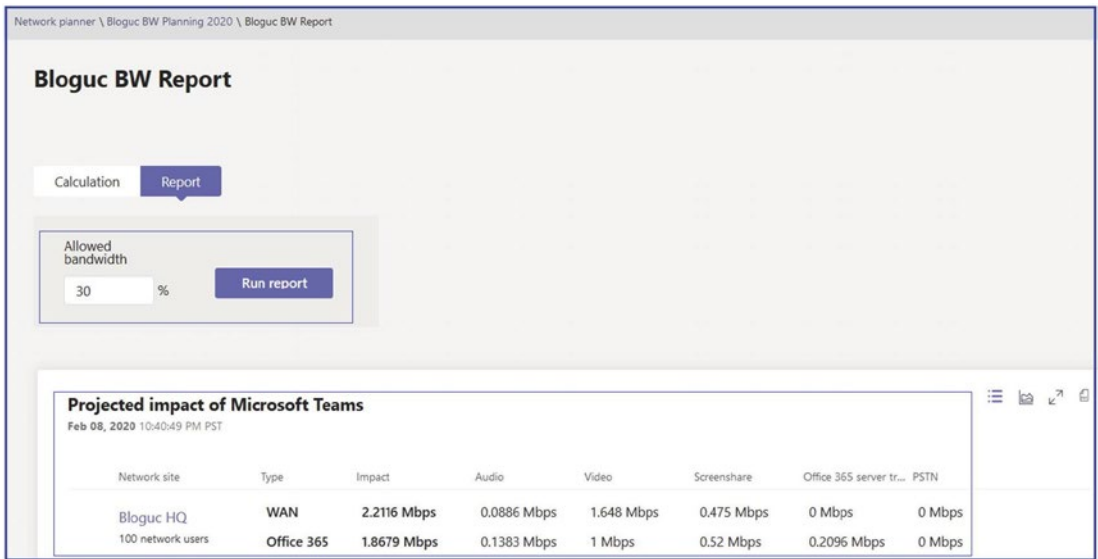 Network planner \ Bloguc BW Planning 2020 \ Bloguc BW Report
Bloguc BW Report
Calculation Report
Allowed
bandwidth
30 % Run report
Projected impact of Microsoft Teams
Feb 08, 2020 10:40:49 PM PST
Network site Type Impact Audio Video Screenshare Office 365 server tr... PSTN
Bloguc HQ WAN 2.2116 Mbps 0.0886 Mbps 1.648 Mbps 0.475 Mbps 0 Mbps 0 Mbps
100 network users Office 365 1.8679 Mbps 0.1383 Mbps 1 Mbps 0.52 Mbps 0.2096 Mbps 0 Mbps